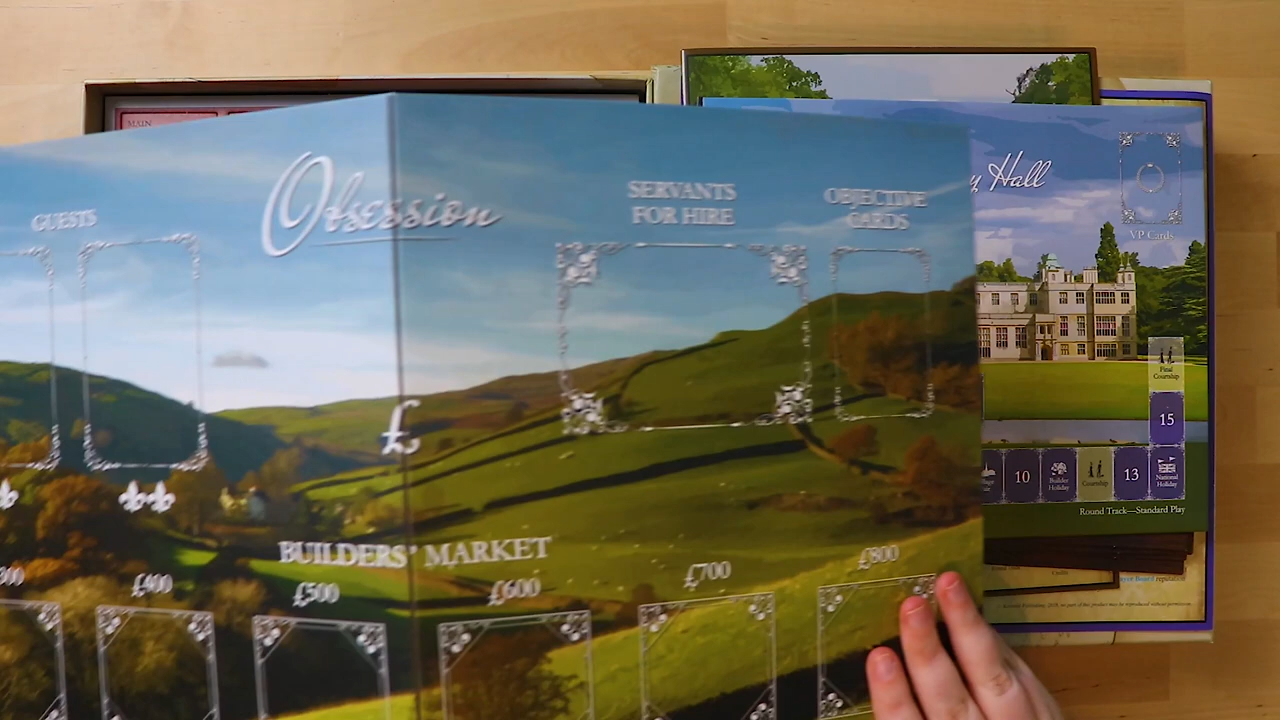 MAIN
GUESTS
Obsession
SERVANTS
FOR HIRE
OBJECTIVE
CARDS
Hall
VP Cards
£
BUILDERS' MARKET
£400
£500
£600
£700
£800
Final
Courtship
15
10
Builder
Holiday
Courtship
13
National
Holiday
Round Track—Standard Play